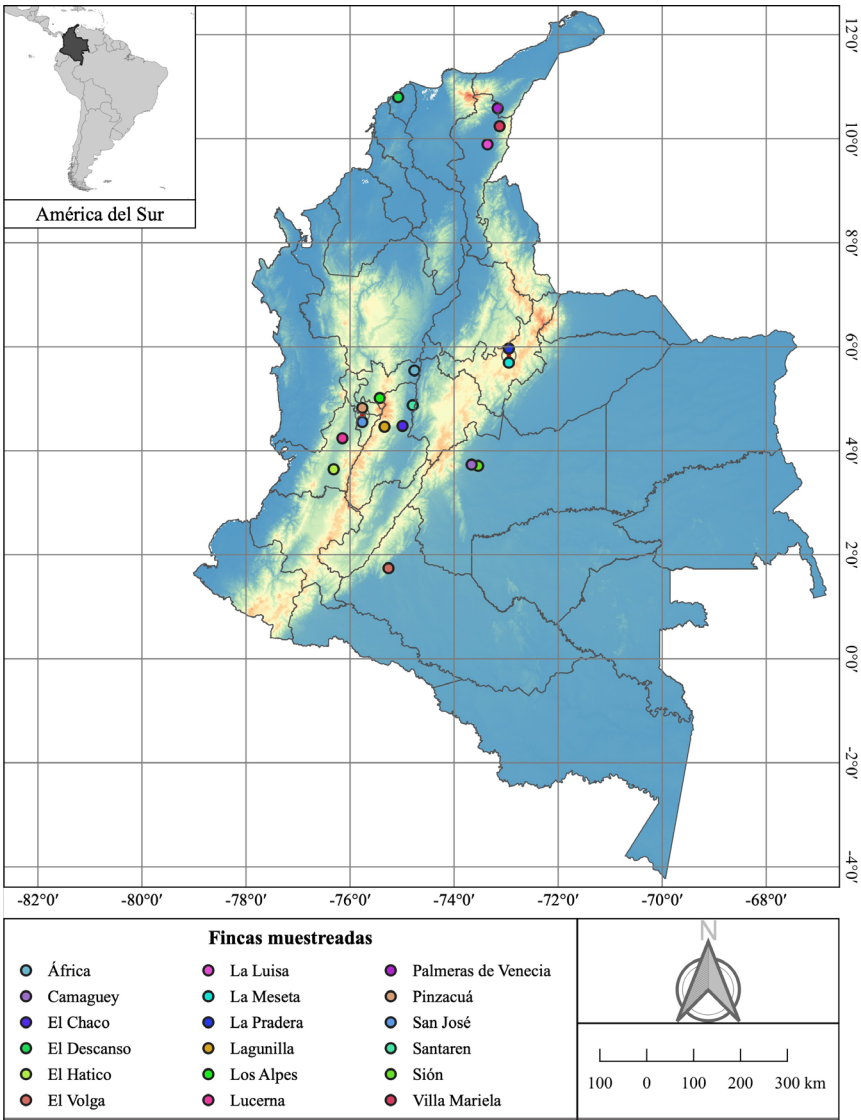 América del Sur
12°0′
10°0′
8°0′
6°0′
4°0′
2°0′
0°0′
-2°0′
-4°0′
-82°0′ -80°0′ -78°0′ -76°0′ -74°0′ -72°0′ -70°0′ -68°0′
Fincas muestreadas
África
Camaguey
El Chaco
El Descanso
El Hatico
El Volga
La Luisa
La Meseta
La Pradera
Lagunilla
Los Alpes
Lucerna
Palmeras de Venecia
Pinzacuá
San José
Santaren
Sión
Villa Mariela
N
100 0 100 200 300 km